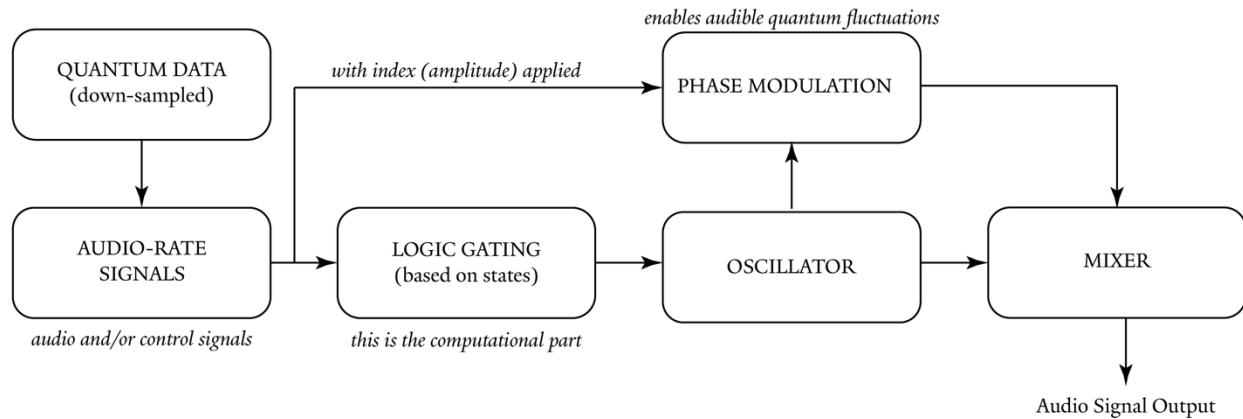 enables audible quantum fluctuations
QUANTUM DATA
(down-sampled)
with index (amplitude) applied
PHASE MODULATION
AUDIO-RATE
SIGNALS
LOGIC GATING
(based on states)
OSCILLATOR
MIXER
audio and/or control signals
this is the computational part
Audio Signal Output